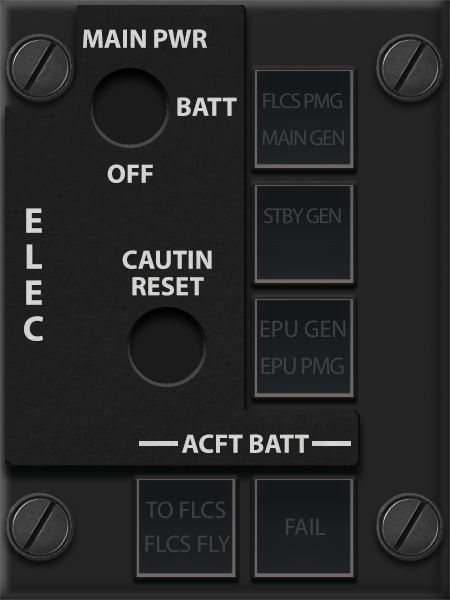 MAIN PWR
BATT
OFF
FLCS PMG
MAIN GEN
STBY GEN
ELEC
CAUTIN
RESET
EPU GEN
EPU PMG
ACFT BATT
TO FLCS
FLCS FLY
FAIL